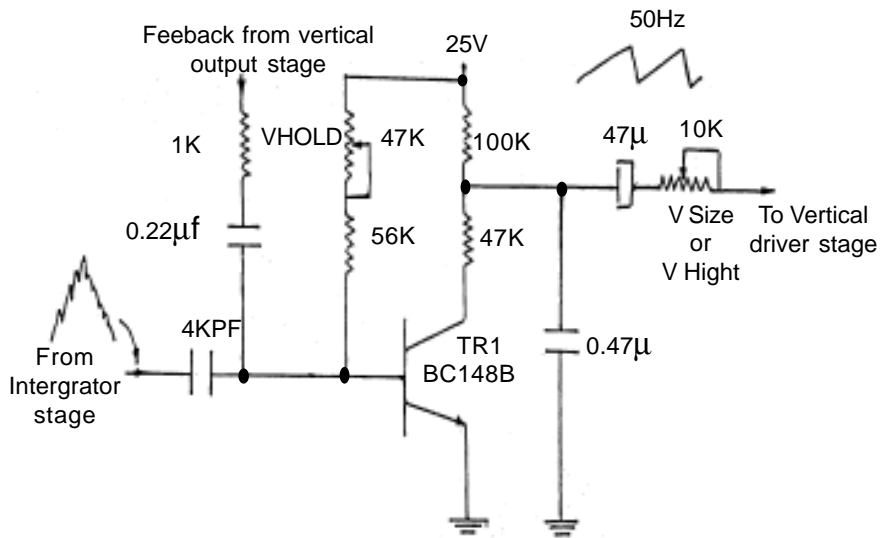 50Hz
Feeback from vertical
output stage
25V
1K
VHOLD
47K
100K
47µ
10K
0.22µf
56K
47K
V Size
or
V Hight
To Vertical
driver stage
4KPF
From
Intergrator
stage
TR1
BC148B
0.47µ